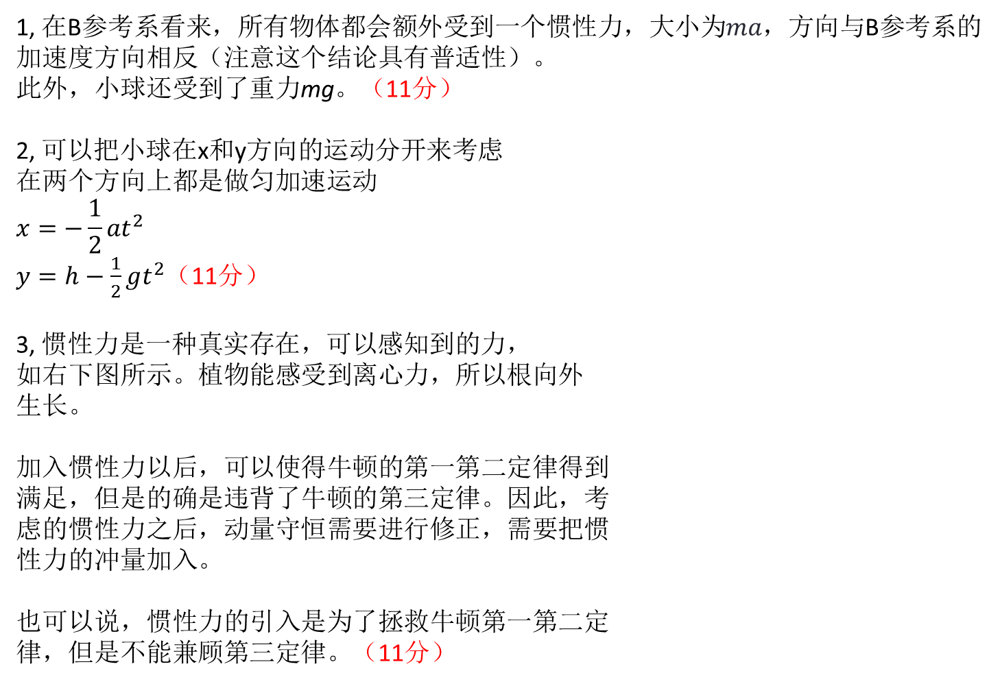 1, 在B参考系看来，所有物体都会额外受到一个惯性力，大小为ma，方向与B参考系的
加速度方向相反（注意这个结论具有普适性）。
此外，小球还受到了重力mg。（11分）
2, 可以把小球在x和y方向的运动分开来考虑
在两个方向上都是做匀加速运动
x = −\frac{1}{2}at²
y = h − \frac{1}{2}gt²（11分）
3, 惯性力是一种真实存在，可以感知到的力，
如右下图所示。植物能感受到离心力，所以根向外
生长。
加入惯性力以后，可以使得牛顿的第一第二定律得到
满足，但是的确是违背了牛顿的第三定律。因此，考
虑的惯性力之后，动量守恒需要进行修正，需要把惯
性力的冲量加入。
也可以说，惯性力的引入是为了拯救牛顿第一第二定
律，但是不能兼顾第三定律。（11分）